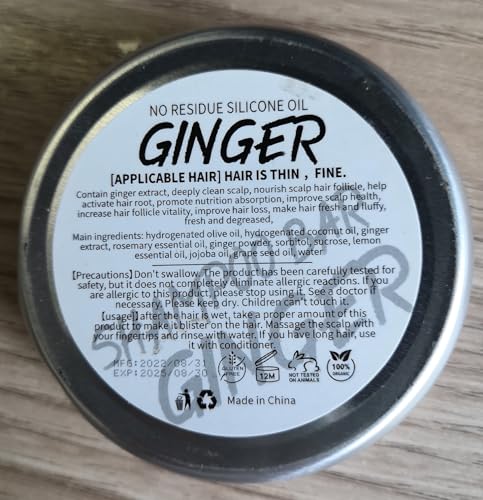 NO RESIDUE SILICONE OIL
GINGER
[APPLICABLE HAIR] HAIR IS THIN , FINE.
Contain ginger extract, deeply clean scalp, nourish scalp hair follicle, help
activate hair root, promote nutrition absorption, improve scalp health,
increase hair follicle vitality, improve hair loss, make hair fresh and fluffy,
fresh and degreased,
Main ingredients: hydrogenated olive oil, hydrogenated coconut oil, ginger
extract, rosemary essential oil, ginger powder, sorbitol, sucrose, lemon
essential oil, jojoba grape seed oil, water
[Precautions] Don't swallow. The product has been carefully tested for
safety, but it does not completely eliminate allergic reactions. If you
are allergic to this product, please stop using it. See a doctor if
necessary. Please keep dry. Children can't touch it.
[usage] after the hair is wet, take a proper amount of this
product to make it blister on the hair. Massage the scalp with
your fingertips and rinse with water. If you have long hair, use
it with conditioner.
SHAMPOO BAR
GINGER
MFG:2022/08/31
EXP:2025/08/30
GLUTEN
FREE
12M
NOT TESTED
ON ANIMALS
100%
ORGANIC
Made in China